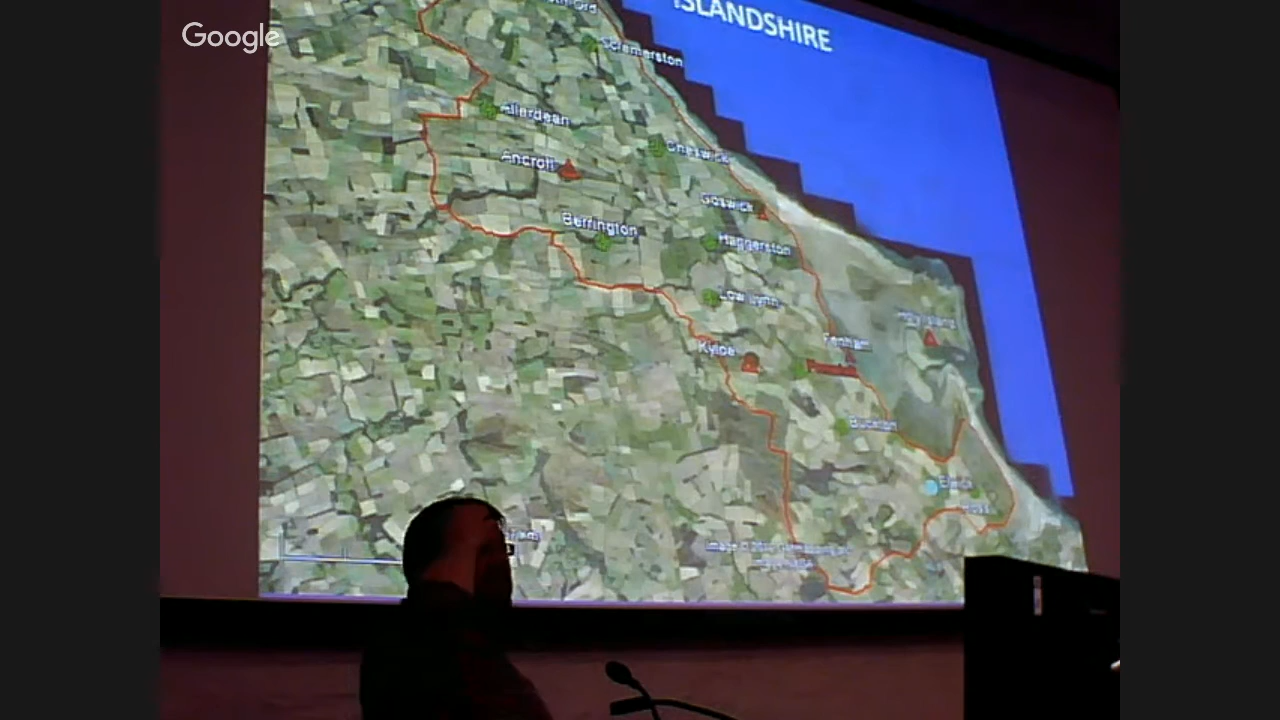 Google
ISLANDSHIRE
Scremerston
Allerdean
Cheswick
Ancroft
Goswick
Berrington
Haggerston
Low Lynn
Holy Island
Fenham
Kyloe
Buckton
Elwick
Ross